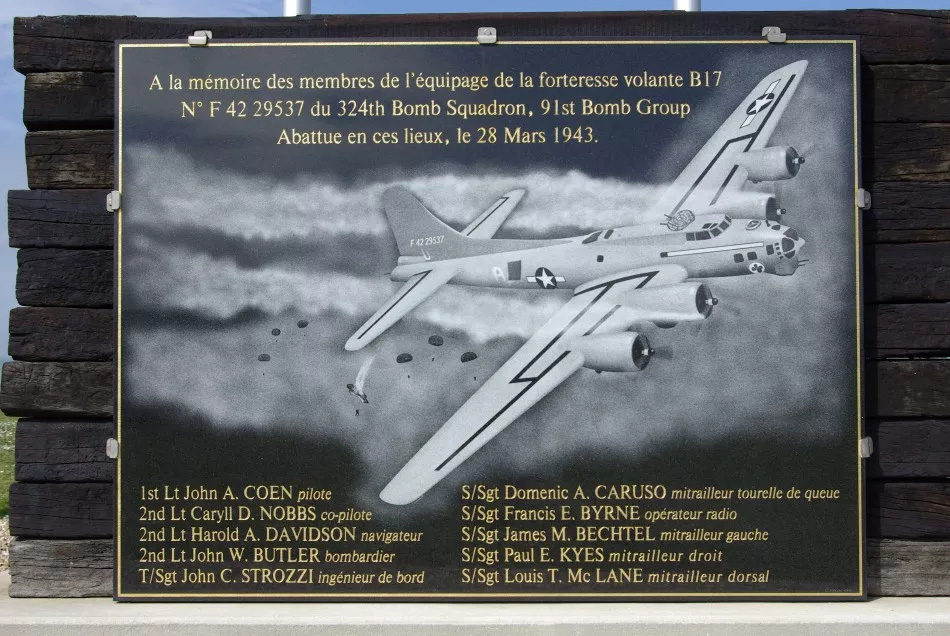 A la mémoire des membres de l'équipage de la forteresse volante B17
N° F 42 29537 du 324th Bomb Squadron, 91st Bomb Group
Abattue en ces lieux, le 28 Mars 1943.
F 42 29537
U
A
1st Lt John A. COEN pilote
2nd Lt Caryll D. NOBBS co-pilote
2nd Lt Harold A. DAVIDSON navigateur
2nd Lt John W. BUTLER bombardier
T/Sgt John C. STROZZI ingénieur de bord
S/Sgt Domenic A. CARUSO mitrailleur tourelle de queue
S/Sgt Francis E. BYRNE opérateur radio
S/Sgt James M. BECHTEL mitrailleur gauche
S/Sgt Paul E. KYES mitrailleur droit
S/Sgt Louis T. Mc LANE mitrailleur dorsal